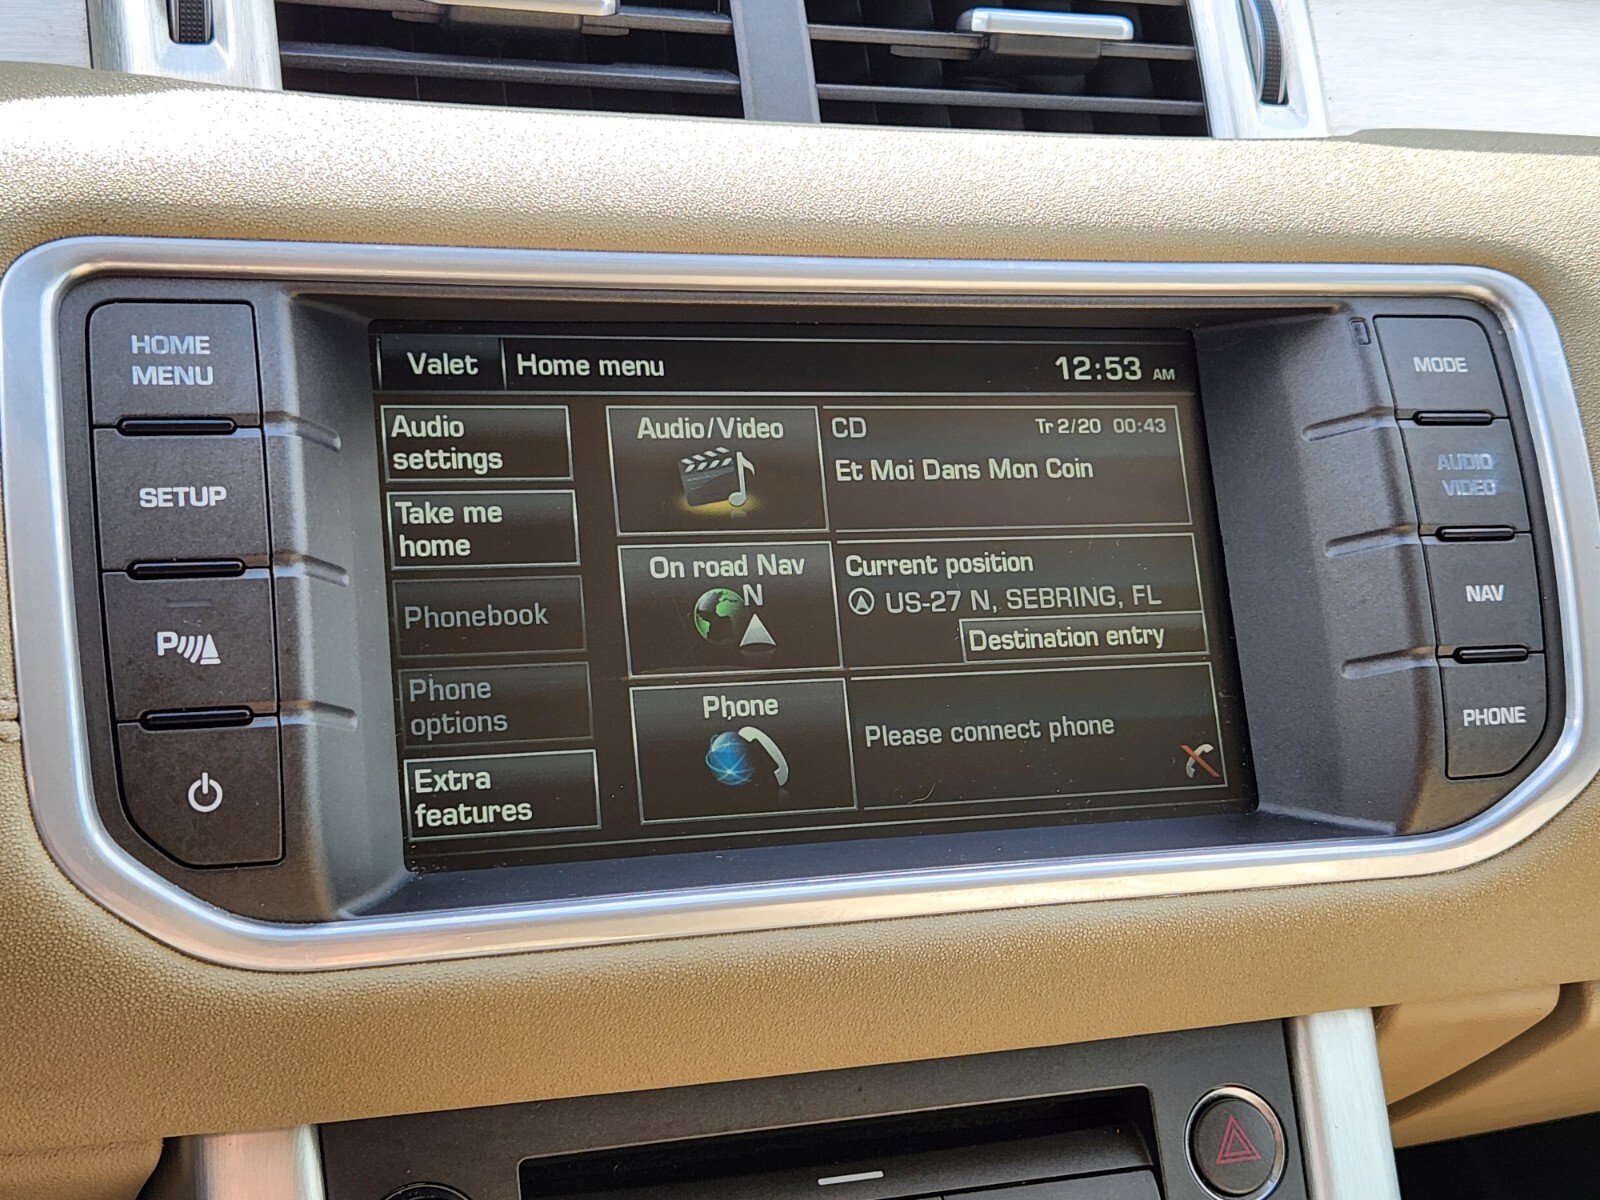 HOME
MENU
SETUP
P
Valet
Home menu
12:53 AM
Audio
settings
Take me
home
Phonebook
Phone
options
Extra
features
Audio/Video
CD
Tr 2/20 00:43
Et Moi Dans Mon Coin
On road Nav
N
Current position
US-27 N, SEBRING, FL
Destination entry
Phone
Please connect phone
MODE
AUDIO
VIDEO
NAV
PHONE